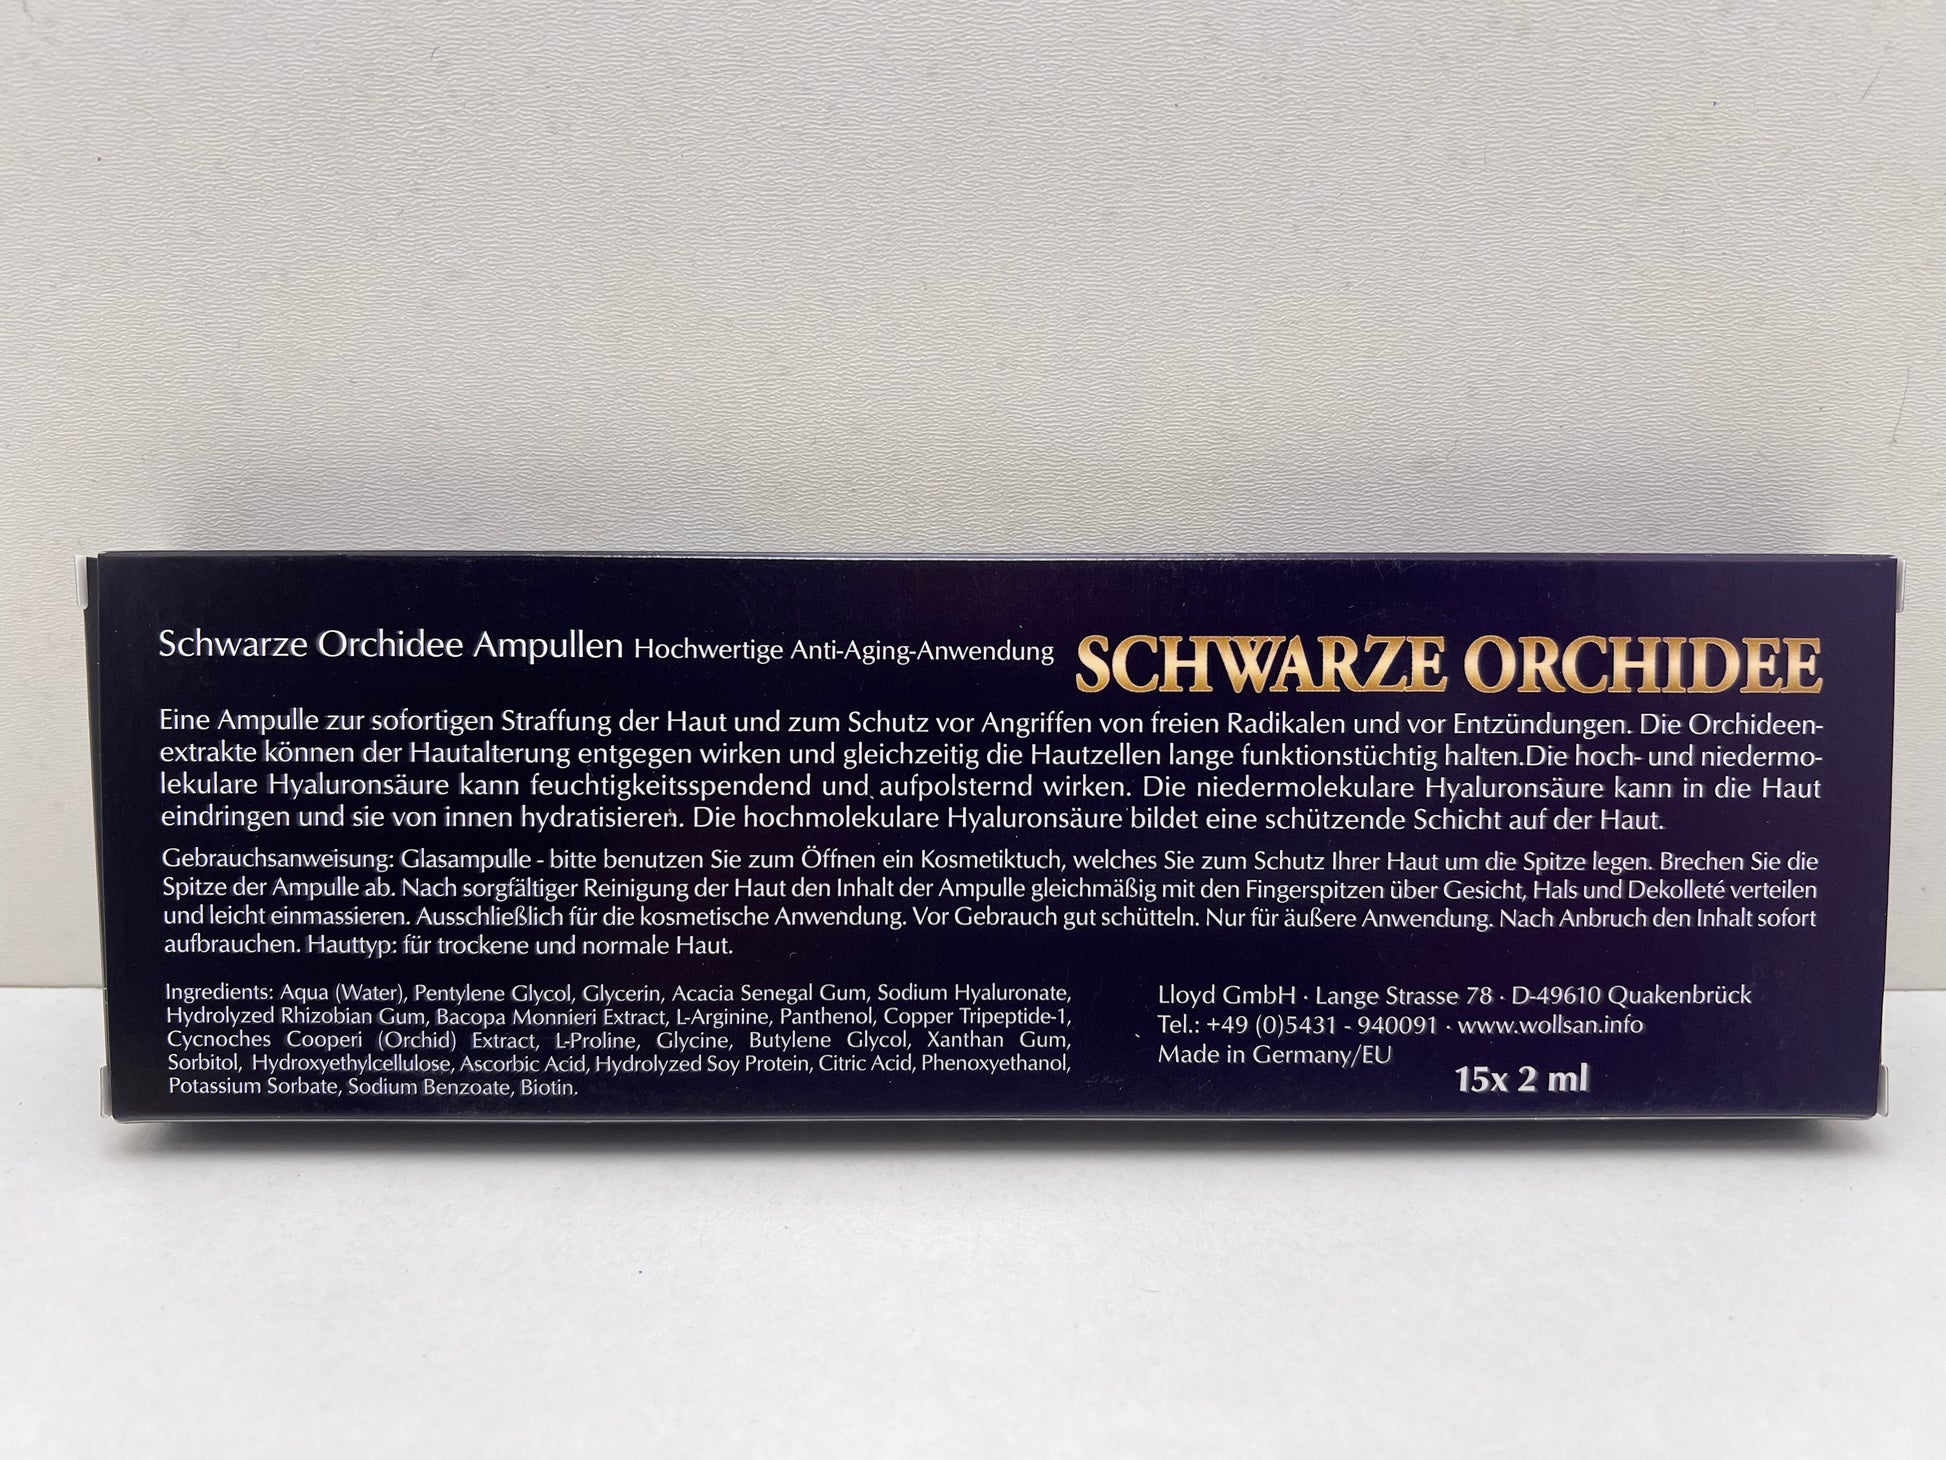 Schwarze Orchidee Ampullen Hochwertige Anti-Aging-Anwendung SCHWARZE ORCHIDEE
Eine Ampulle zur sofortigen Straffung der Haut und zum Schutz vor Angriffen von freien Radikalen und vor Entzündungen. Die Orchideen-
extrakte können der Hautalterung entgegen wirken und gleichzeitig die Hautzellen lange funktionstüchtig halten.Die hoch- und niedermo-
lekulare Hyaluronsäure kann feuchtigkeitsspendend und aufpolsternd wirken. Die niedermolekulare Hyaluronsäure kann in die Haut
eindringen und sie von innen hydratisieren. Die hochmolekulare Hyaluronsäure bildet eine schützende Schicht auf der Haut.
Gebrauchsanweisung: Glasampulle - bitte benutzen Sie zum Öffnen ein Kosmetiktuch, welches Sie zum Schutz Ihrer Haut um die Spitze legen. Brechen Sie die
Spitze der Ampulle ab. Nach sorgfältiger Reinigung der Haut den Inhalt der Ampulle gleichmäßig mit den Fingerspitzen über Gesicht, Hals und Dekolleté verteilen
und leicht einmassieren. Ausschließlich für die kosmetische Anwendung. Vor Gebrauch gut schütteln. Nur für äußere Anwendung. Nach Anbruch den Inhalt sofort
aufbrauchen. Hauttyp: für trockene und normale Haut.
Ingredients: Aqua (Water), Pentylene Glycol, Glycerin, Acacia Senegal Gum, Sodium Hyaluronate,
Hydrolyzed Rhizobian Gum, Bacopa Monnieri Extract, L-Arginine, Panthenol, Copper Tripeptide-1,
Cycnoches Cooperi (Orchid) Extract, L-Proline, Glycine, Butylene Glycol, Xanthan Gum,
Sorbitol, Hydroxyethylcellulose, Ascorbic Acid, Hydrolyzed Soy Protein, Citric Acid, Phenoxyethanol,
Potassium Sorbate, Sodium Benzoate, Biotin.
Lloyd GmbH · Lange Strasse 78 · D-49610 Quakenbrück
Tel.: +49 (0)5431 - 940091 · www.wollsan.info
Made in Germany/EU
15x 2 ml